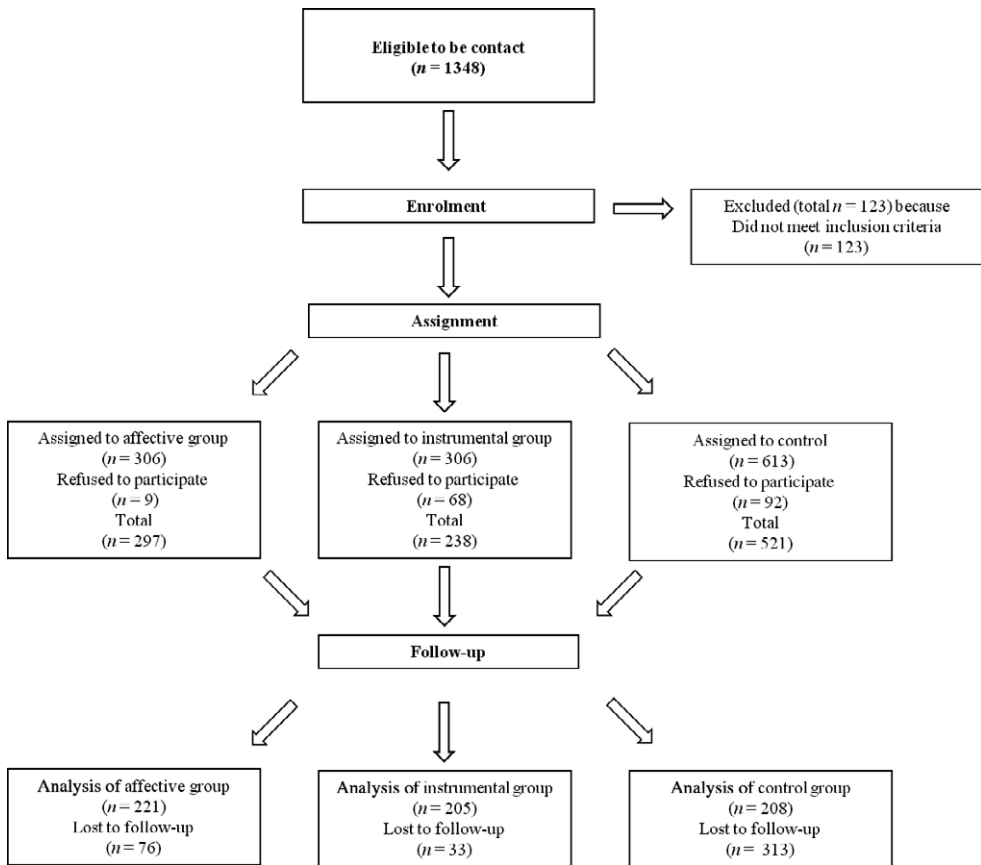 Eligible to be contact
(n = 1348)
Enrolment
Excluded (total n = 123) because
Did not meet inclusion criteria
(n = 123)
Assignment
Assigned to affective group
(n = 306)
Refused to participate
(n = 9)
Total
(n = 297)
Assigned to instrumental group
(n = 306)
Refused to participate
(n = 68)
Total
(n = 238)
Assigned to control
(n = 613)
Refused to participate
(n = 92)
Total
(n = 521)
Follow-up
Analysis of affective group
(n = 221)
Lost to follow-up
(n = 76)
Analysis of instrumental group
(n = 205)
Lost to follow-up
(n = 33)
Analysis of control group
(n = 208)
Lost to follow-up
(n = 313)